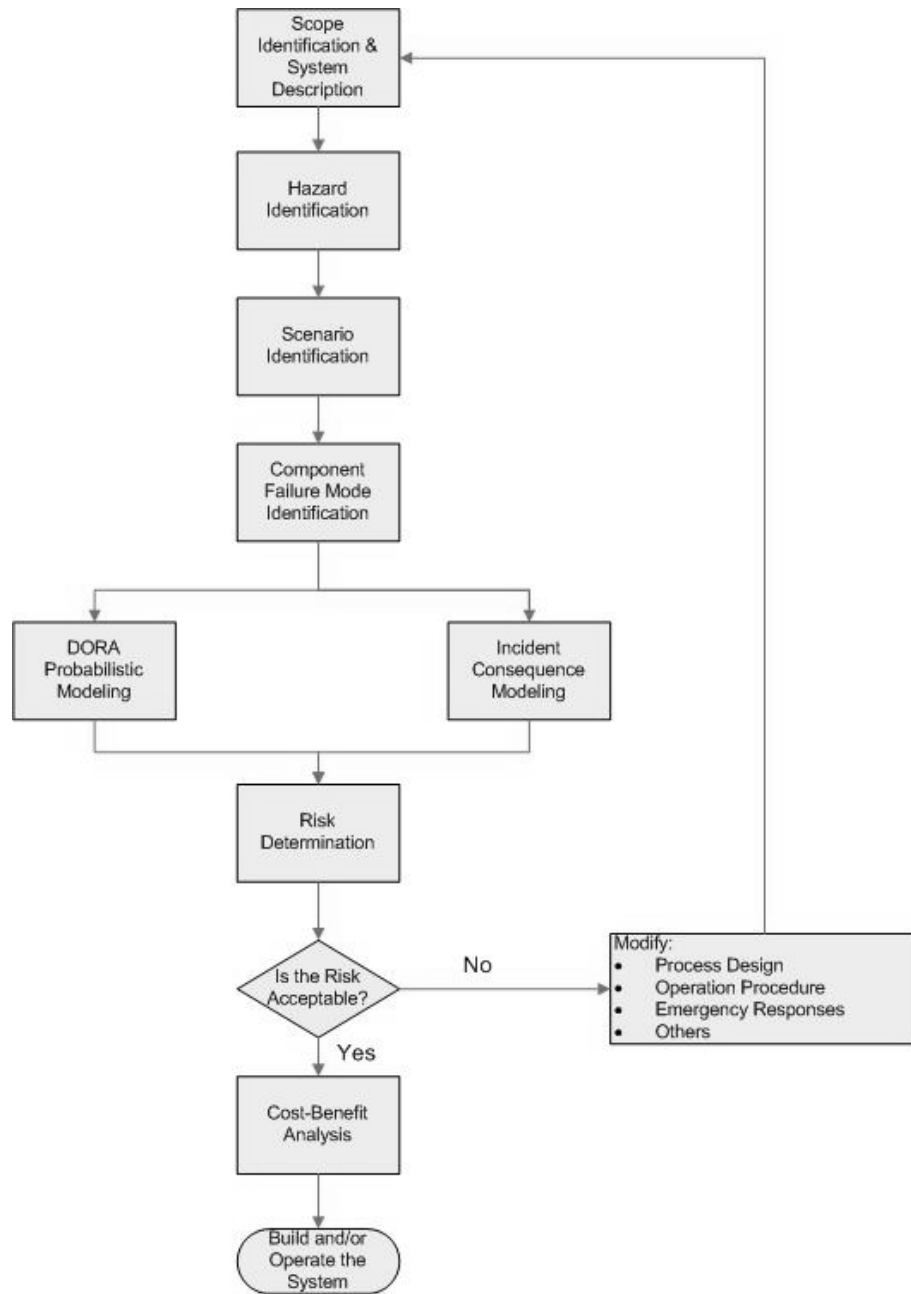 Scope
Identification &
System
Description
Hazard
Identification
Scenario
Identification
Component
Failure Mode
Identification
DORA
Probabilistic
Modeling
Incident
Consequence
Modeling
Risk
Determination
Is the Risk
Acceptable?
No
Modify:
• Process Design
• Operation Procedure
• Emergency Responses
• Others
Yes
Cost-Benefit
Analysis
Build and/or
Operate the
System